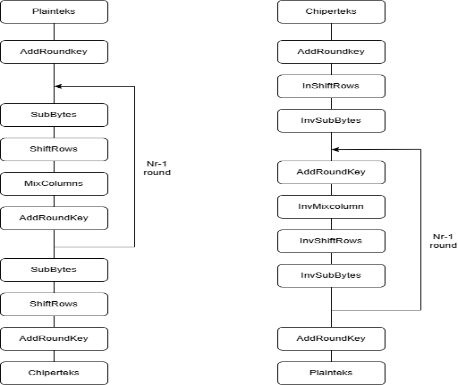 Plainteks
AddRoundkey
SubBytes
ShiftRows
MixColumns
AddRoundKey
Nr-1
round
SubBytes
ShiftRows
AddRoundKey
Chiperteks
Chiperteks
AddRoundkey
InShiftRows
InvSubBytes
AddRoundKey
InvMixcolumn
InvShiftRows
InvSubBytes
Nr-1
round
AddRoundKey
Plainteks